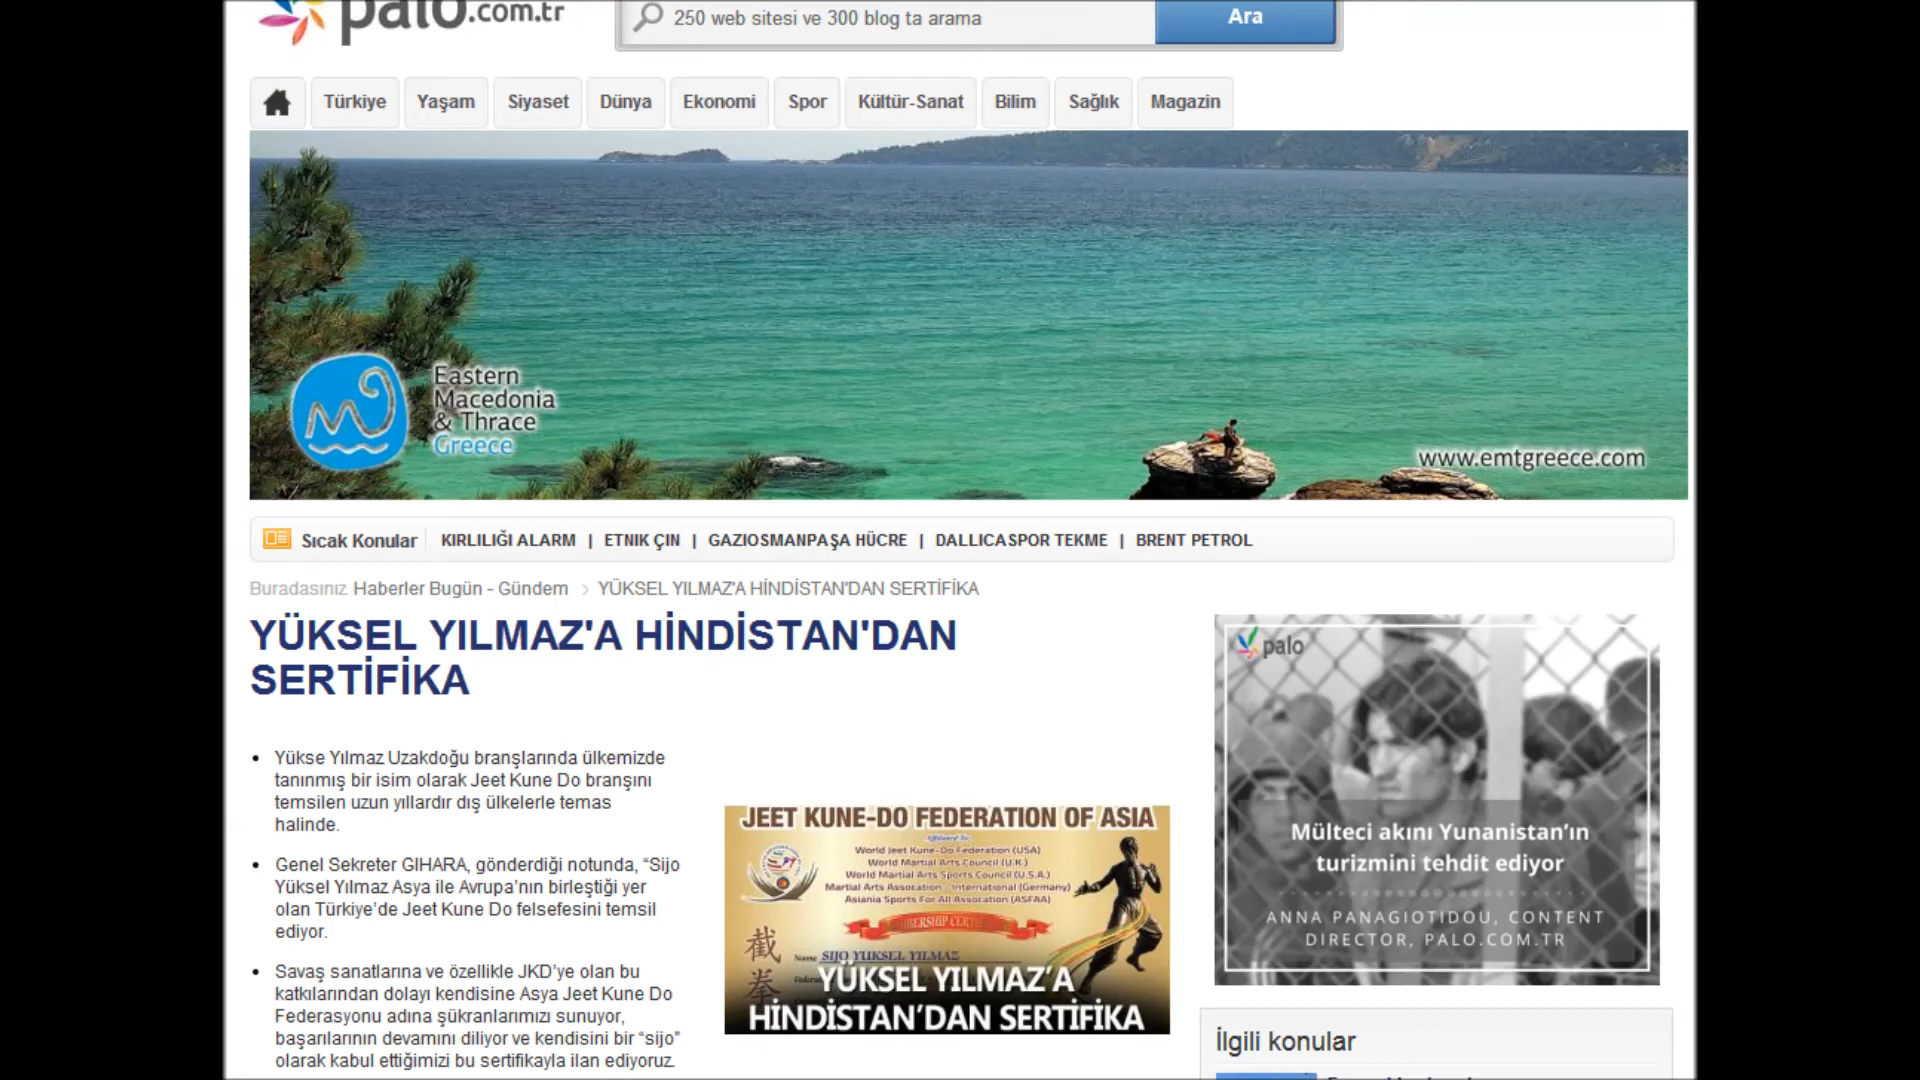 palo.com.tr
250 web sitesi ve 300 blog ta arama
Ara
Türkiye
Yaşam
Siyaset
Dünya
Ekonomi
Spor
Kültür-Sanat
Bilim
Sağlık
Magazin
Eastern
Macedonia
& Thrace
Greece
www.emtgreece.com
Sıcak Konular
KIRLILIĞI ALARM | ETNIK ÇIN | GAZIOSMANPAŞA HÜCRE | DALLICASPOR TEKME | BRENT PETROL
Buradasınız Haberler Bugün - Gündem > YÜKSEL YILMAZ'A HİNDİSTAN'DAN SERTİFİKA
YÜKSEL YILMAZ'A HİNDİSTAN'DAN
SERTİFİKA
• Yükse Yılmaz Uzakdoğu branşlarında ülkemizde
tanınmış bir isim olarak Jeet Kune Do branşını
temsilen uzun yıllardır dış ülkelerle temas
halinde.
• Genel Sekreter GIHARA, gönderdiği notunda, “Sijo
Yüksel Yılmaz Asya ile Avrupa’nın birleştiği yer
olan Türkiye’de Jeet Kune Do felsefesini temsil
ediyor.
• Savaş sanatlarına ve özellikle JKD’ye olan bu
katkılarından dolayı kendisine Asya Jeet Kune Do
Federasyonu adına şükranlarımızı sunuyor,
başarılarının devamını diliyor ve kendisini bir “sijo”
olarak kabul ettiğimizi bu sertifikayla ilan ediyoruz.
JEET KUNE-DO FEDERATION OF ASIA
Affiliated To:
World Jeet Kune-Do Federation (USA)
World Martial Arts Council (U.K.)
World Martial Arts Sports Council (U.S.A.)
Martial Arts Assocation - International (Germany)
Asiania Sports For All Assocation (ASFAA)
截
拳
Name SIJO YUKSEL YILMAZ
YÜKSEL YILMAZ’A
HİNDİSTAN’DAN SERTİFİKA
palo
Mülteci akını Yunanistan’ın
turizmini tehdit ediyor
ANNA PANAGIOTIDOU, CONTENT
DIRECTOR, PALO.COM.TR
İlgili konular